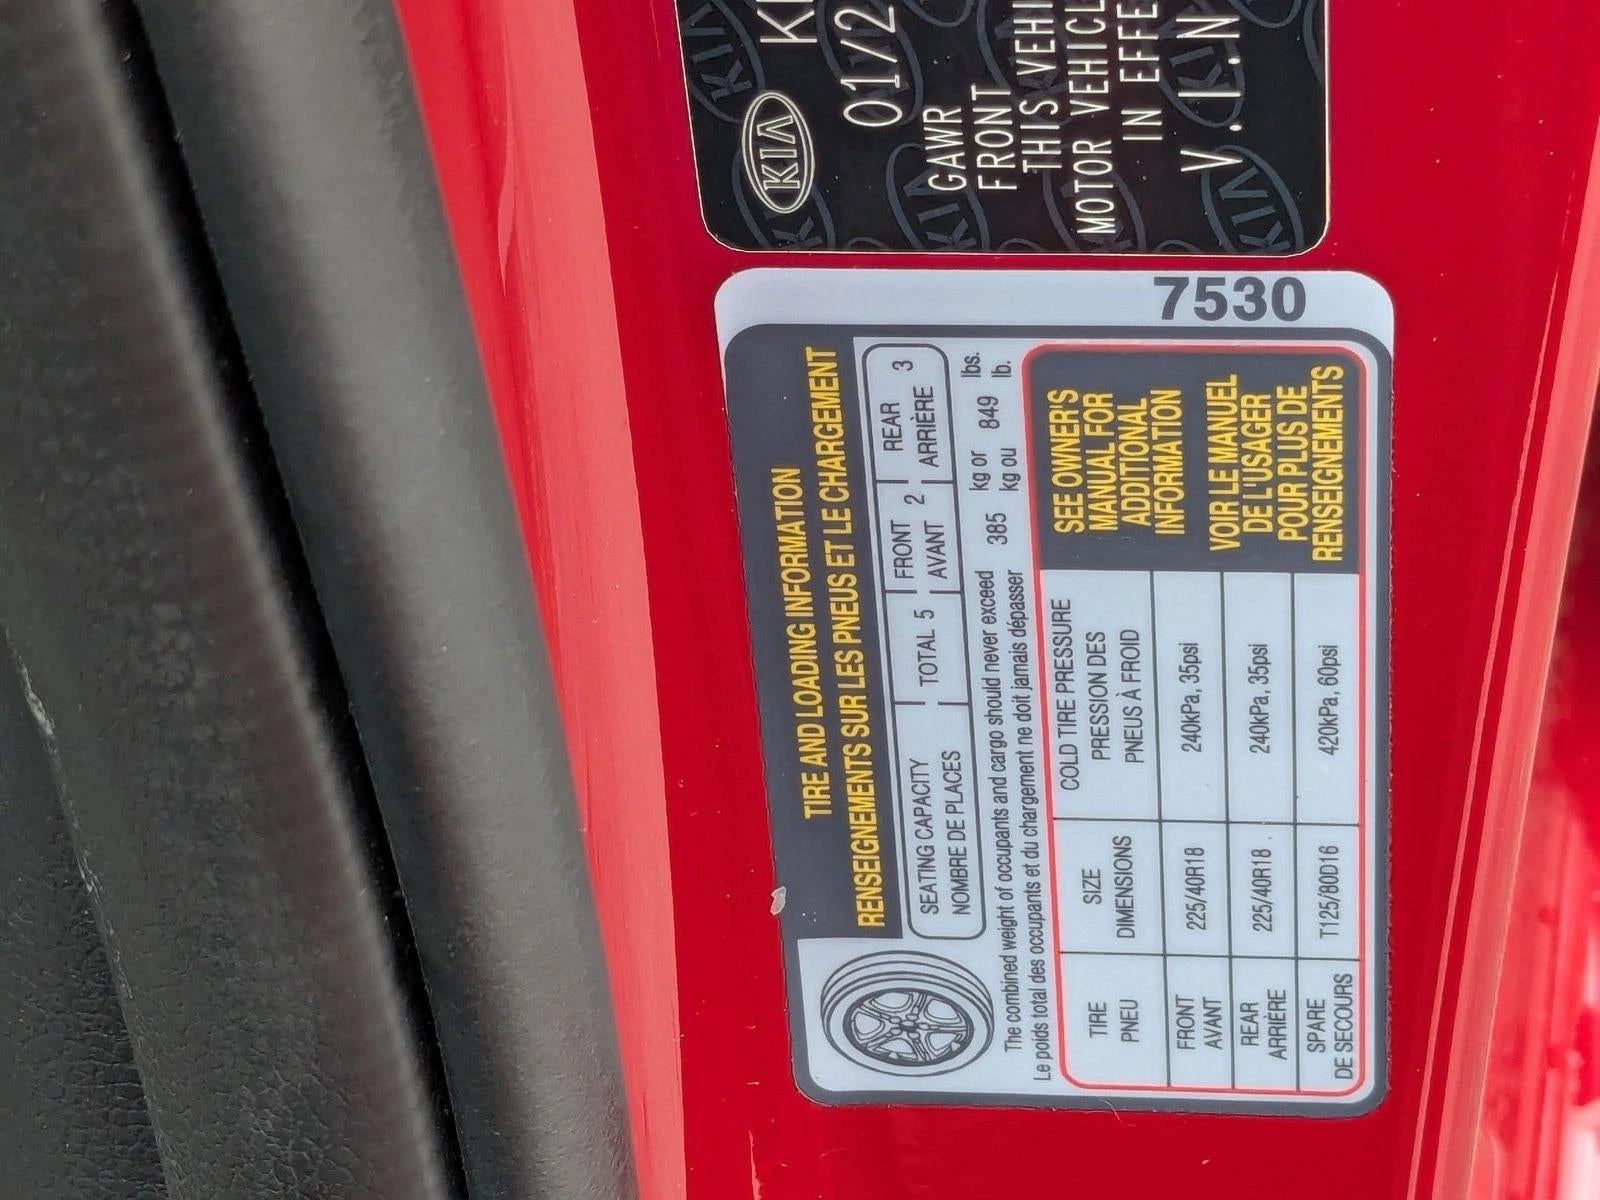 KIA
01/2
GAWR
FRONT
THIS VEHI
MOTOR VEHICL
IN EFFE
V.I.N
7530
TIRE AND LOADING INFORMATION
RENSEIGNEMENTS SUR LES PNEUS ET LE CHARGEMENT
SEATING CAPACITY TOTAL 5 FRONT 2 REAR 3
NOMBRE DE PLACES AVANT ARRIÈRE
The combined weight of occupants and cargo should never exceed 385 kg or 849 lbs.
Le poids total des occupants et du chargement ne doit jamais dépasser kg ou lb.
TIRE SIZE COLD TIRE PRESSURE
PNEU DIMENSIONS PRESSION DES
PNEUS À FROID
FRONT 225/40R18 240kPa, 35psi
AVANT
REAR 225/40R18 240kPa, 35psi
ARRIÈRE
SPARE T125/80D16 420kPa, 60psi
DE SECOURS
SEE OWNER'S
MANUAL FOR
ADDITIONAL
INFORMATION
VOIR LE MANUEL
DE L'USAGER
POUR PLUS DE
RENSEIGNEMENTS